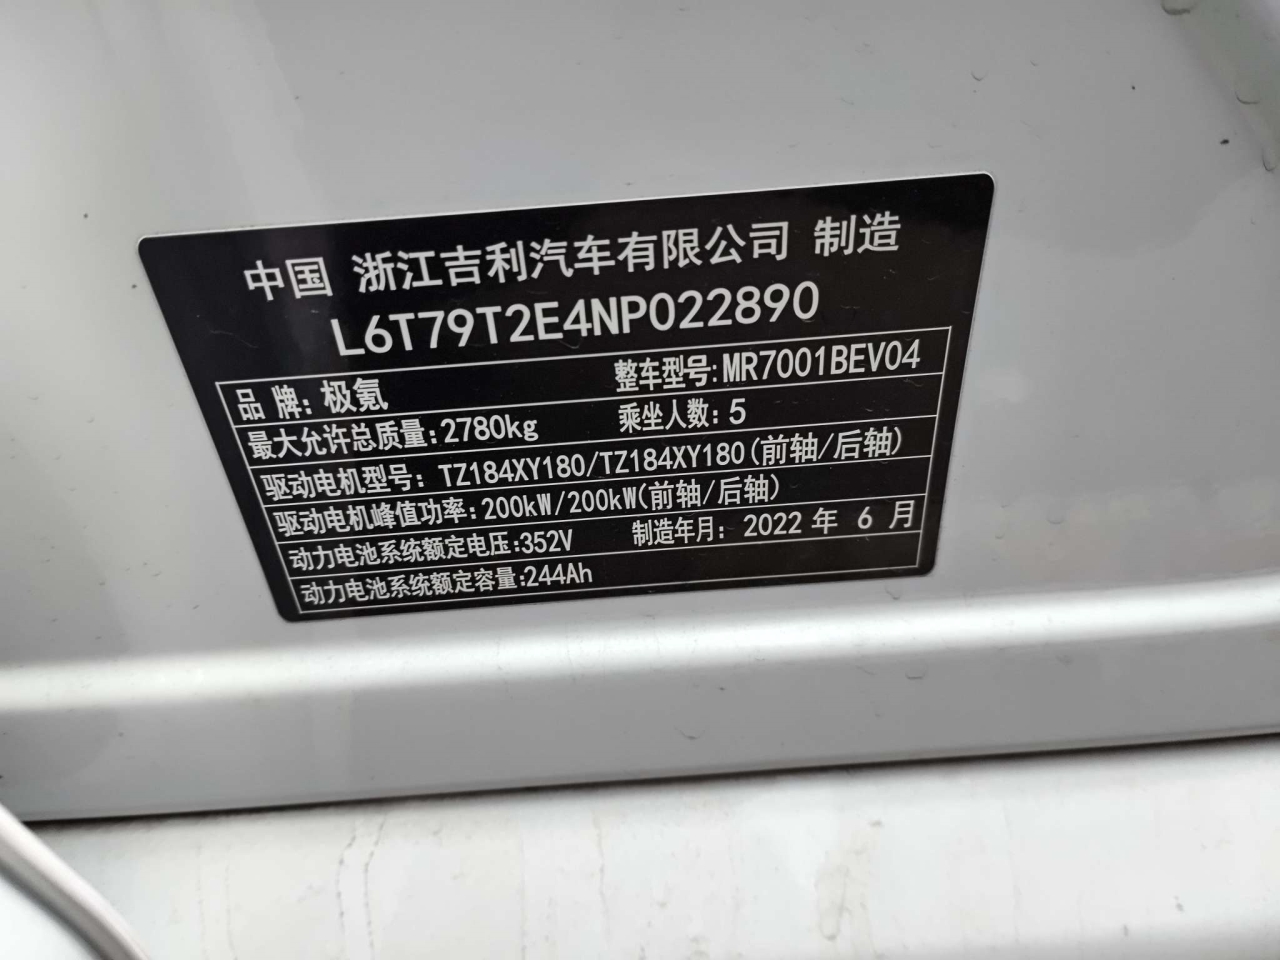 中国 浙江吉利汽车有限公司 制造
L6T79T2E4NP022890
品牌:极氪 整车型号:MR7001BEV04
最大允许总质量:2780kg 乘坐人数:5
驱动电机型号: TZ184XY180/TZ184XY180(前轴/后轴)
驱动电机峰值功率:200kW/200kW(前轴/后轴)
动力电池系统额定电压:352V 制造年月: 2022 年 6 月
动力电池系统额定容量:244Ah